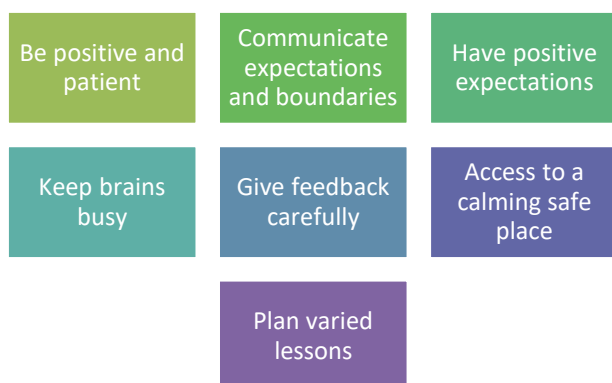 Be positive and
patient
Communicate
expectations
and boundaries
Have positive
expectations
Keep brains
busy
Give feedback
carefully
Access to a
calming safe
place
Plan varied
lessons